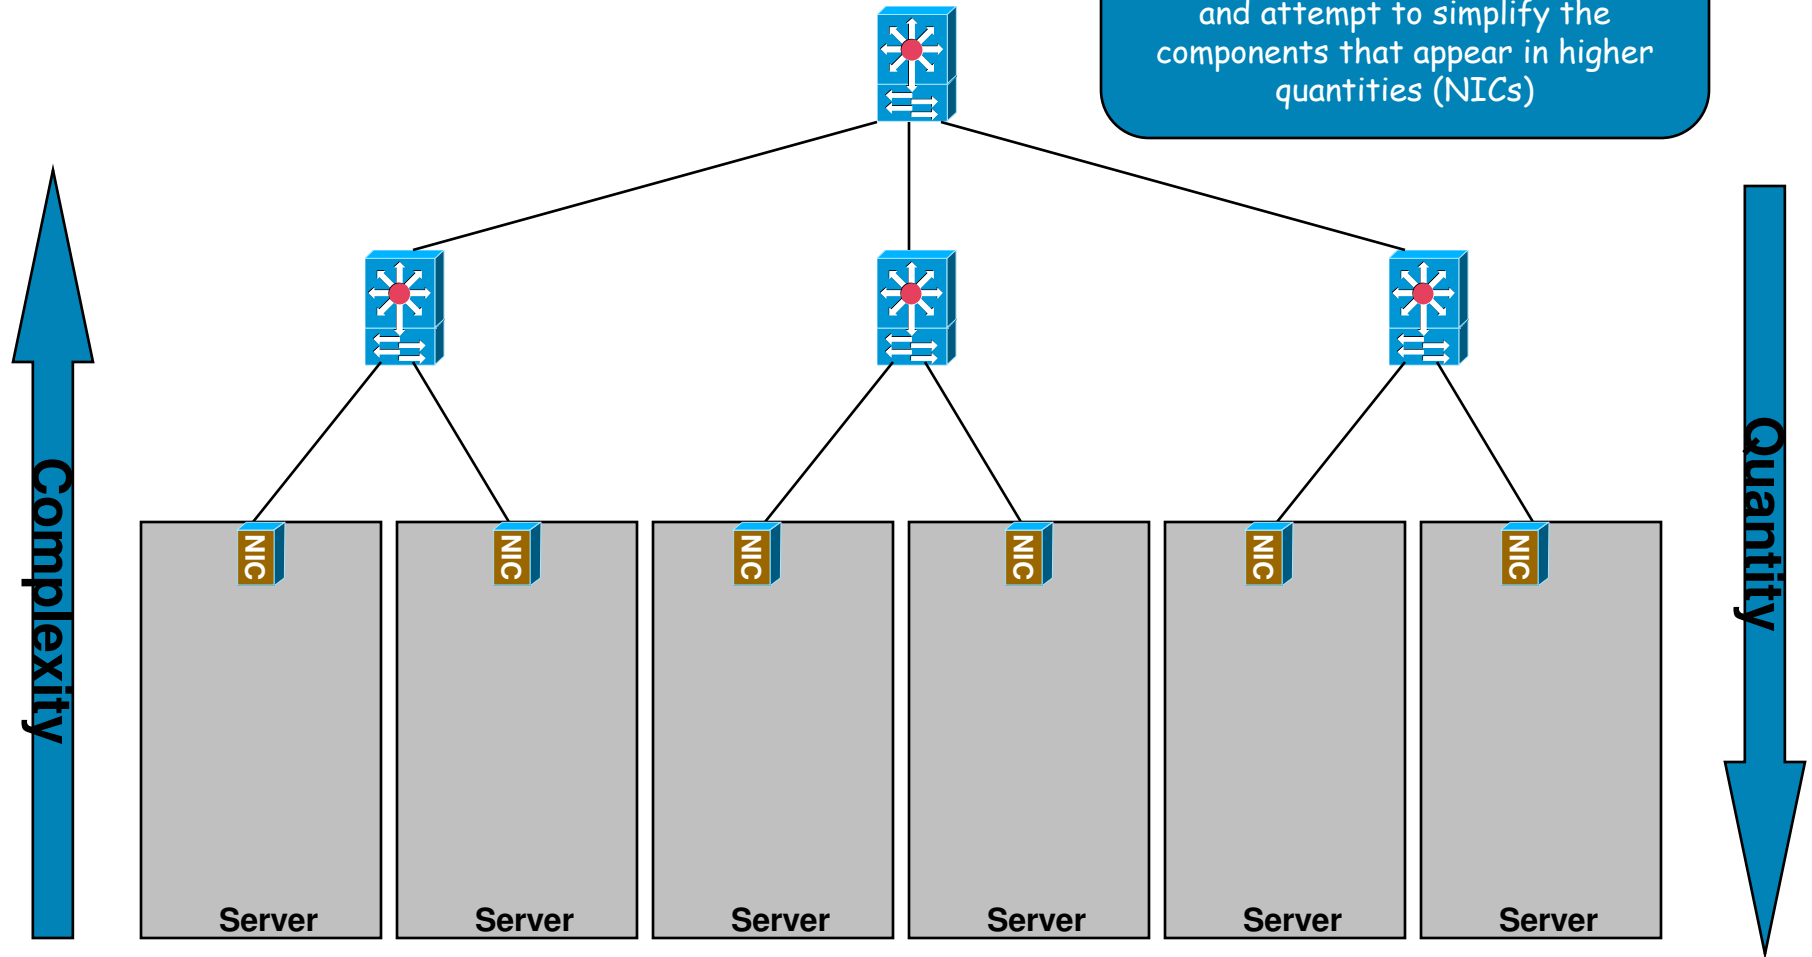 and attempt to simplify the
components that appear in higher
quantities (NICs)
Complexity
Quantity
NIC
NIC
NIC
NIC
NIC
NIC
Server
Server
Server
Server
Server
Server